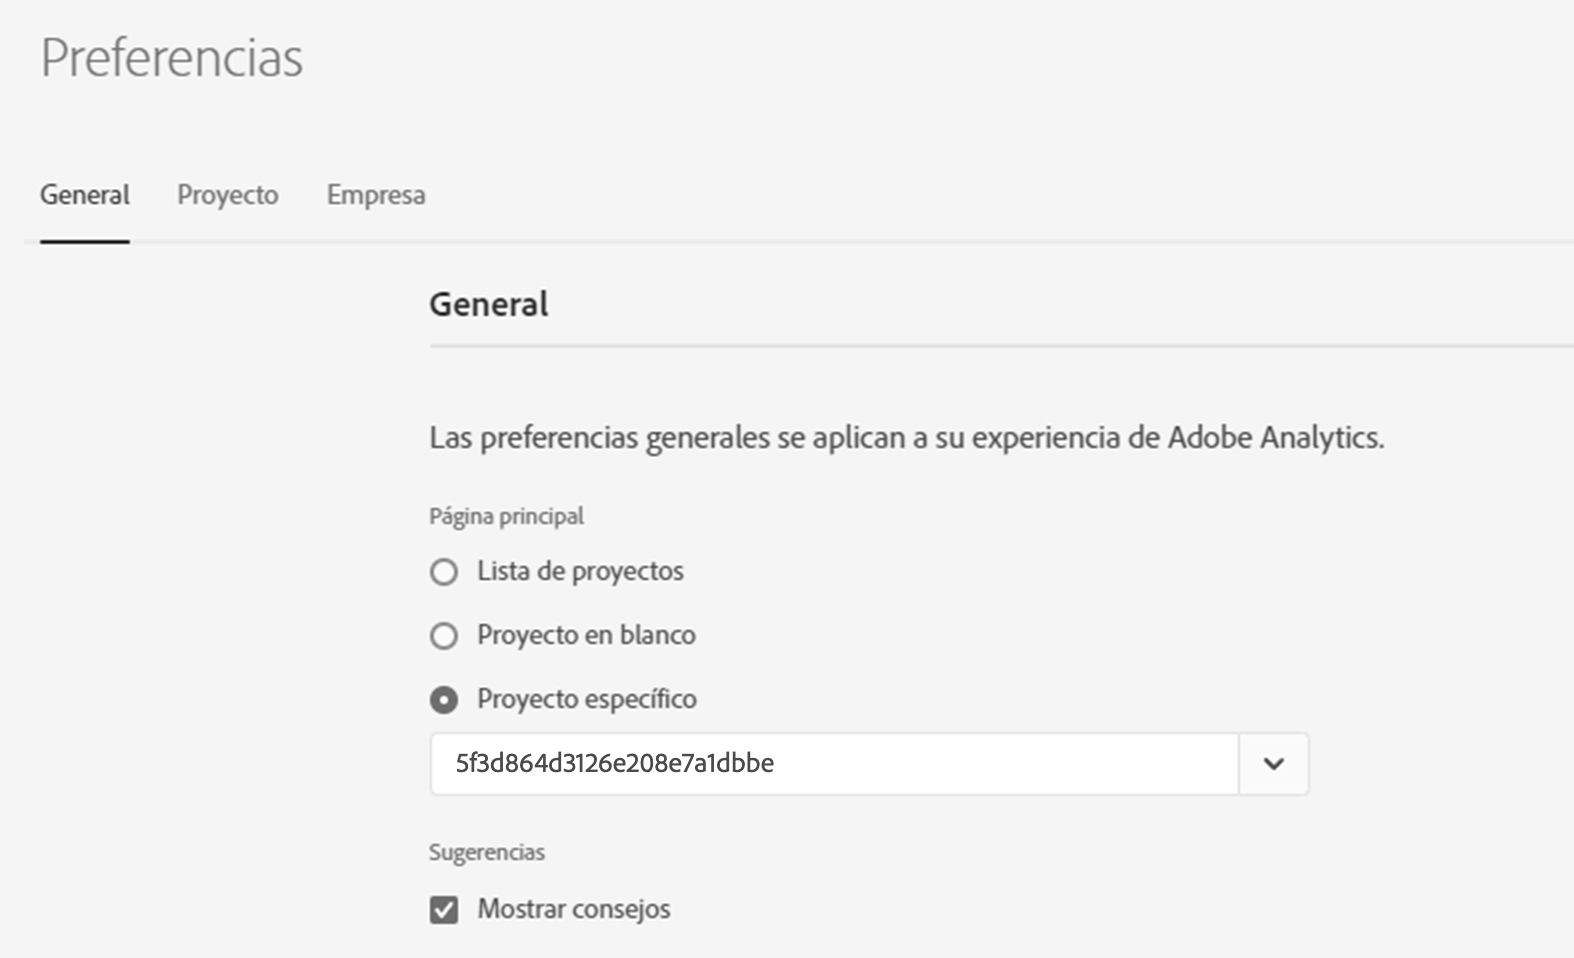 Preferencias
General Proyecto Empresa
General
Las preferencias generales se aplican a su experiencia de Adobe Analytics.
Página principal
Lista de proyectos
Proyecto en blanco
Proyecto específico
5f3d864d3126e208e7a1dbbe
Sugerencias
Mostrar consejos